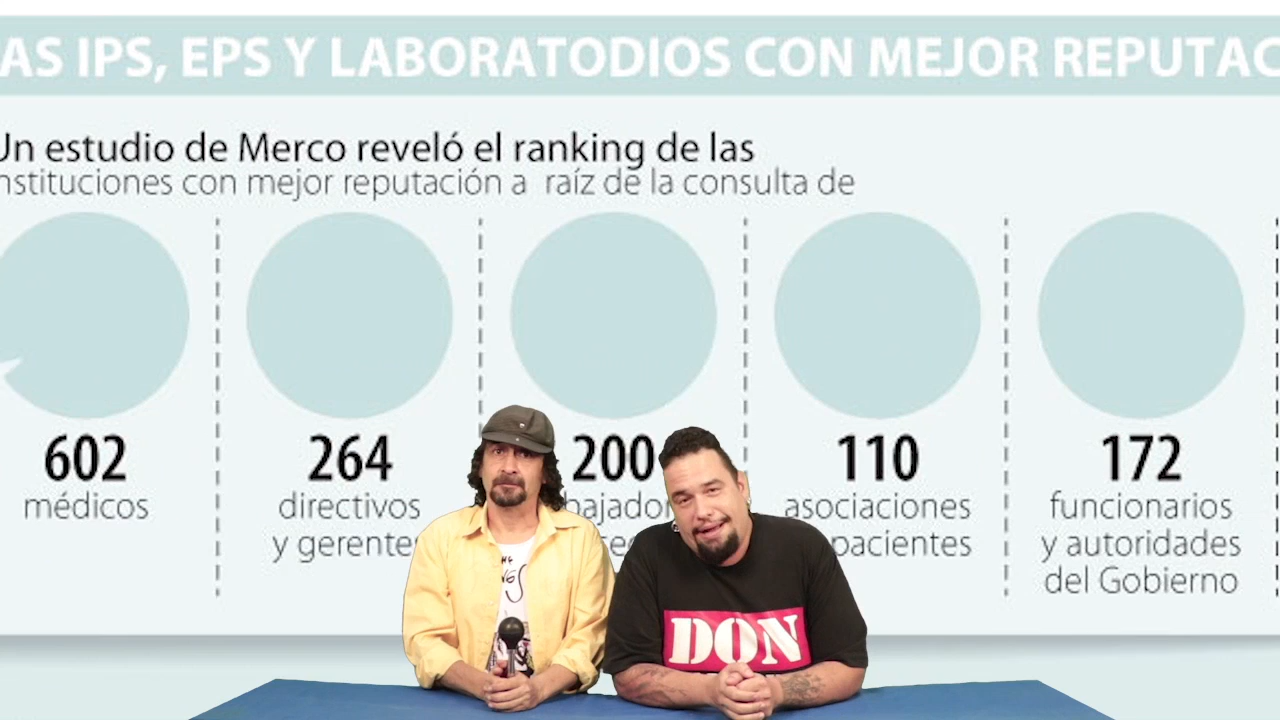 AS IPS, EPS Y LABORATODIOS CON MEJOR REPUTAC
Un estudio de Merco reveló el ranking de las
nstituciones con mejor reputación a raíz de la consulta de
602
médicos
264
directivos
y gerente
200
bajador
110
asociaciones
pacientes
172
funcionarios
y autoridades
del Gobierno
DON